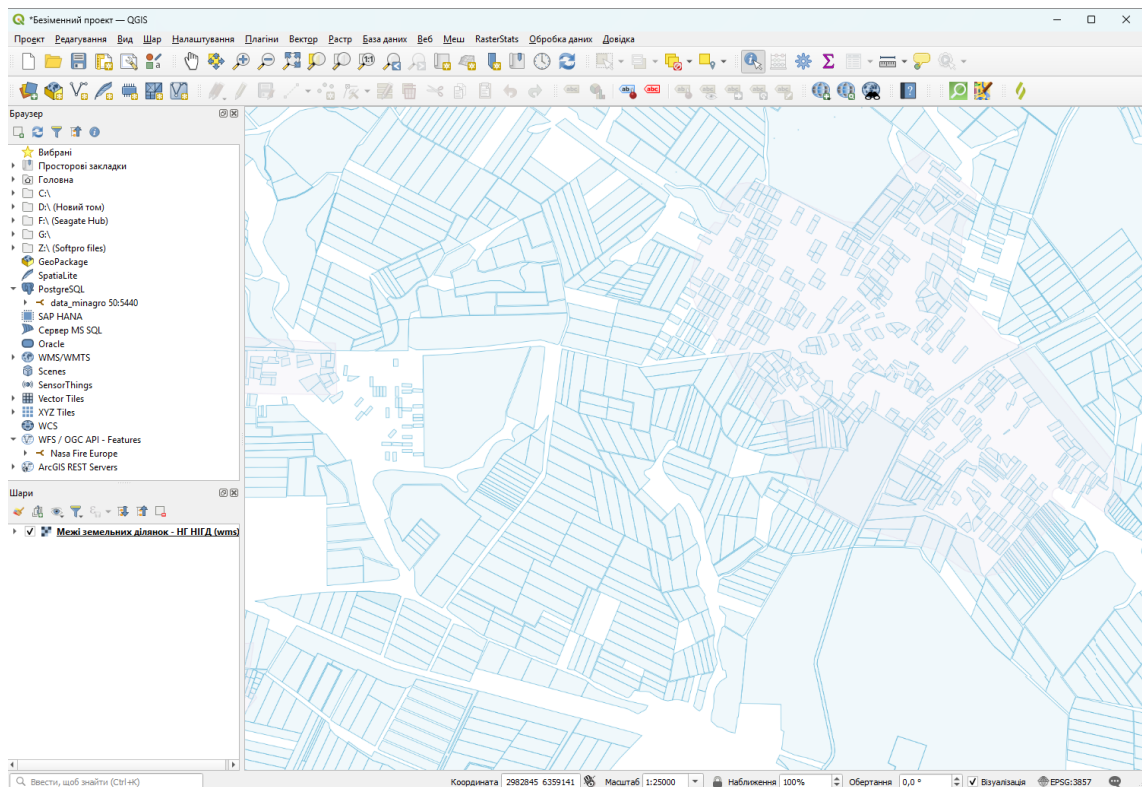 *Безіменний проект — QGIS
Проект Редагування Вид Шар Налаштування Плагіни Вектор Растр База даних Веб Меш RasterStats Обробка даних Довідка
Браузер
Вибрані
Просторові закладки
Головна
C:\
D:\ (Новий том)
F:\ (Seagate Hub)
G:\
Z:\ (Softpro files)
GeoPackage
SpatiaLite
PostgreSQL
data_minagro 50:5440
SAP HANA
Сервер MS SQL
Oracle
WMS/WMTS
Scenes
SensorThings
Vector Tiles
XYZ Tiles
WCS
WFS / OGC API - Features
Nasa Fire Europe
ArcGIS REST Servers
Шари
Межі земельних ділянок - НГ НІГД (wms)
Ввести, щоб знайти (Ctrl+K)
Координата 2982845 6359141 Масштаб 1:25000 Наближення 100% Обертання 0,0 ° Візуалізація EPSG:3857